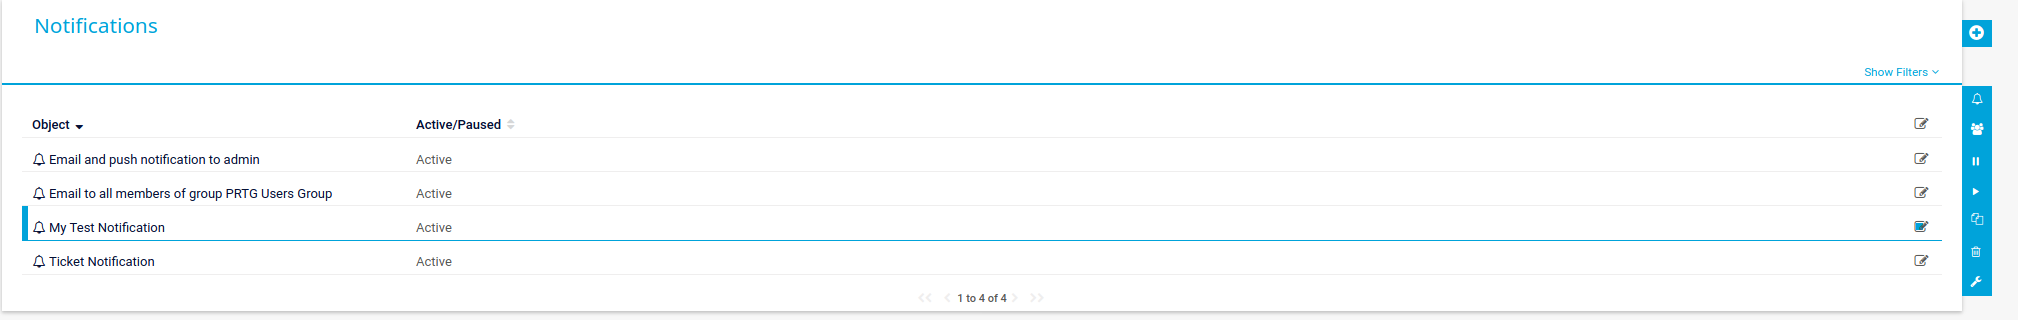 Notifications
Show Filters
Object Active/Paused
Email and push notification to admin Active
Email to all members of group PRTG Users Group Active
My Test Notification Active
Ticket Notification Active
1 to 4 of 4